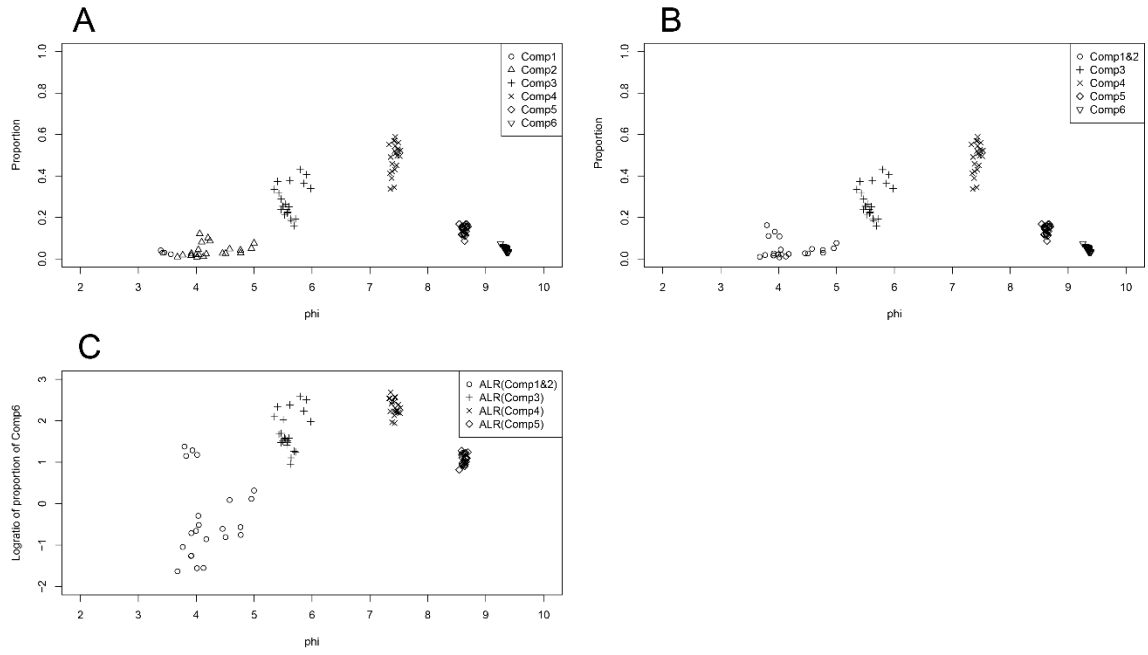 A
Proportion
1.0
0.8
0.6
0.4
0.2
0.0
Comp1
Comp2
Comp3
Comp4
Comp5
Comp6
2 3 4 5 6 7 8 9 10
phi
B
Proportion
1.0
0.8
0.6
0.4
0.2
0.0
Comp1&2
Comp3
Comp4
Comp5
Comp6
2 3 4 5 6 7 8 9 10
phi
C
Logratio of proportion of Comp6
3
2
1
0
−1
−2
ALR(Comp1&2)
ALR(Comp3)
ALR(Comp4)
ALR(Comp5)
2 3 4 5 6 7 8 9 10
phi